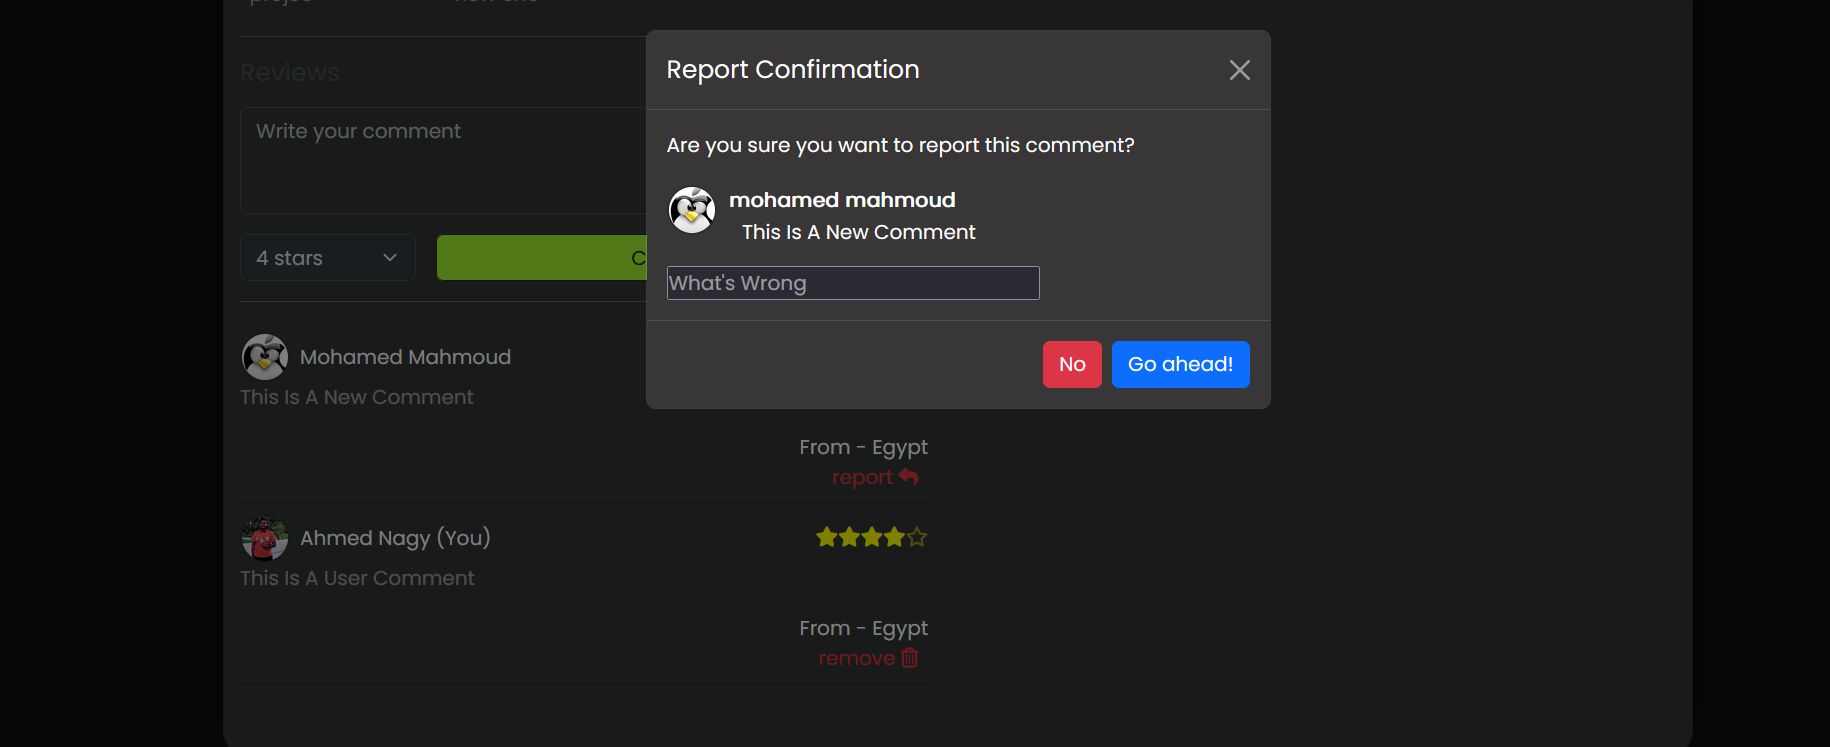 Reviews
Write your comment
4 stars
Mohamed Mahmoud
This Is A New Comment
From - Egypt
report
Ahmed Nagy (You)
This Is A User Comment
From - Egypt
remove
Report Confirmation
Are you sure you want to report this comment?
mohamed mahmoud
This Is A New Comment
What's Wrong
No
Go ahead!